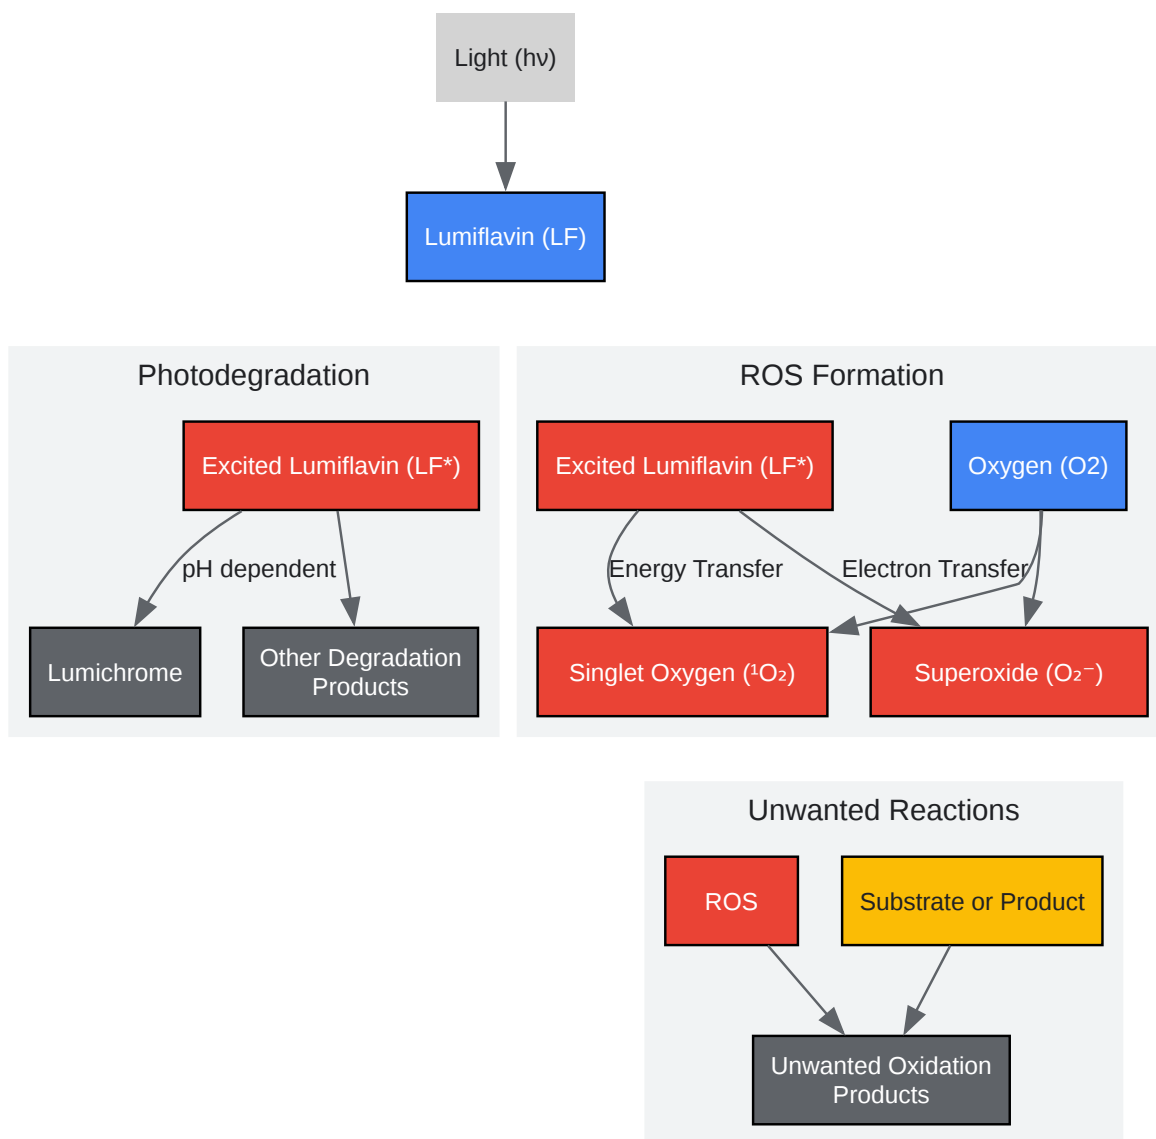 Light (hν)
Lumiflavin (LF)
Photodegradation
Excited Lumiflavin (LF*)
pH dependent
Lumichrome
Other Degradation
Products
ROS Formation
Excited Lumiflavin (LF*)
Oxygen (O2)
Energy Transfer
Electron Transfer
Singlet Oxygen (¹O₂)
Superoxide (O₂⁻)
Unwanted Reactions
ROS
Substrate or Product
Unwanted Oxidation
Products